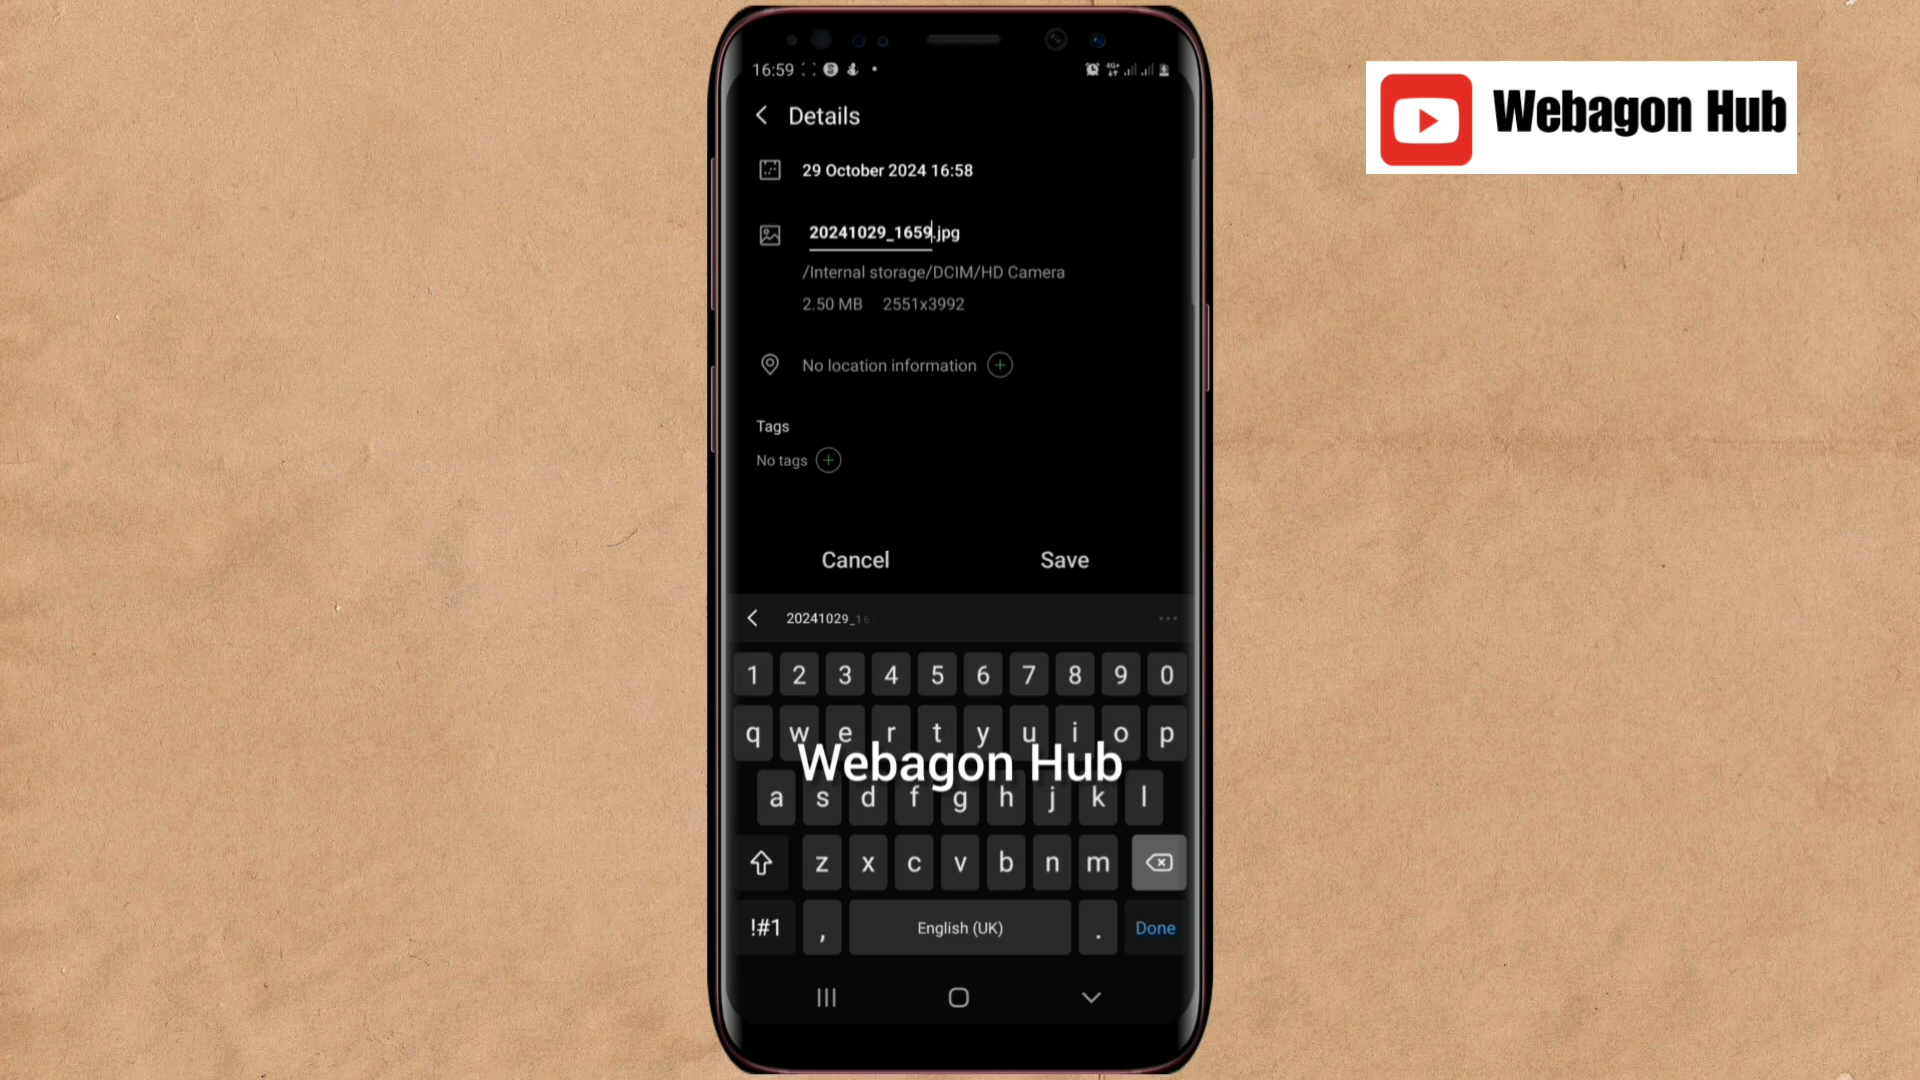 Webagon Hub
16:59
4G+
Details
29 October 2024 16:58
20241029_1659.jpg
/Internal storage/DCIM/HD Camera
2.50 MB 2551x3992
No location information
Tags
No tags
Cancel Save
20241029_16
1 2 3 4 5 6 7 8 9 0
q w e r t y u i o p
Webagon Hub
a s d f g h j k l
z x c v b n m
!#1 , English (UK) . Done